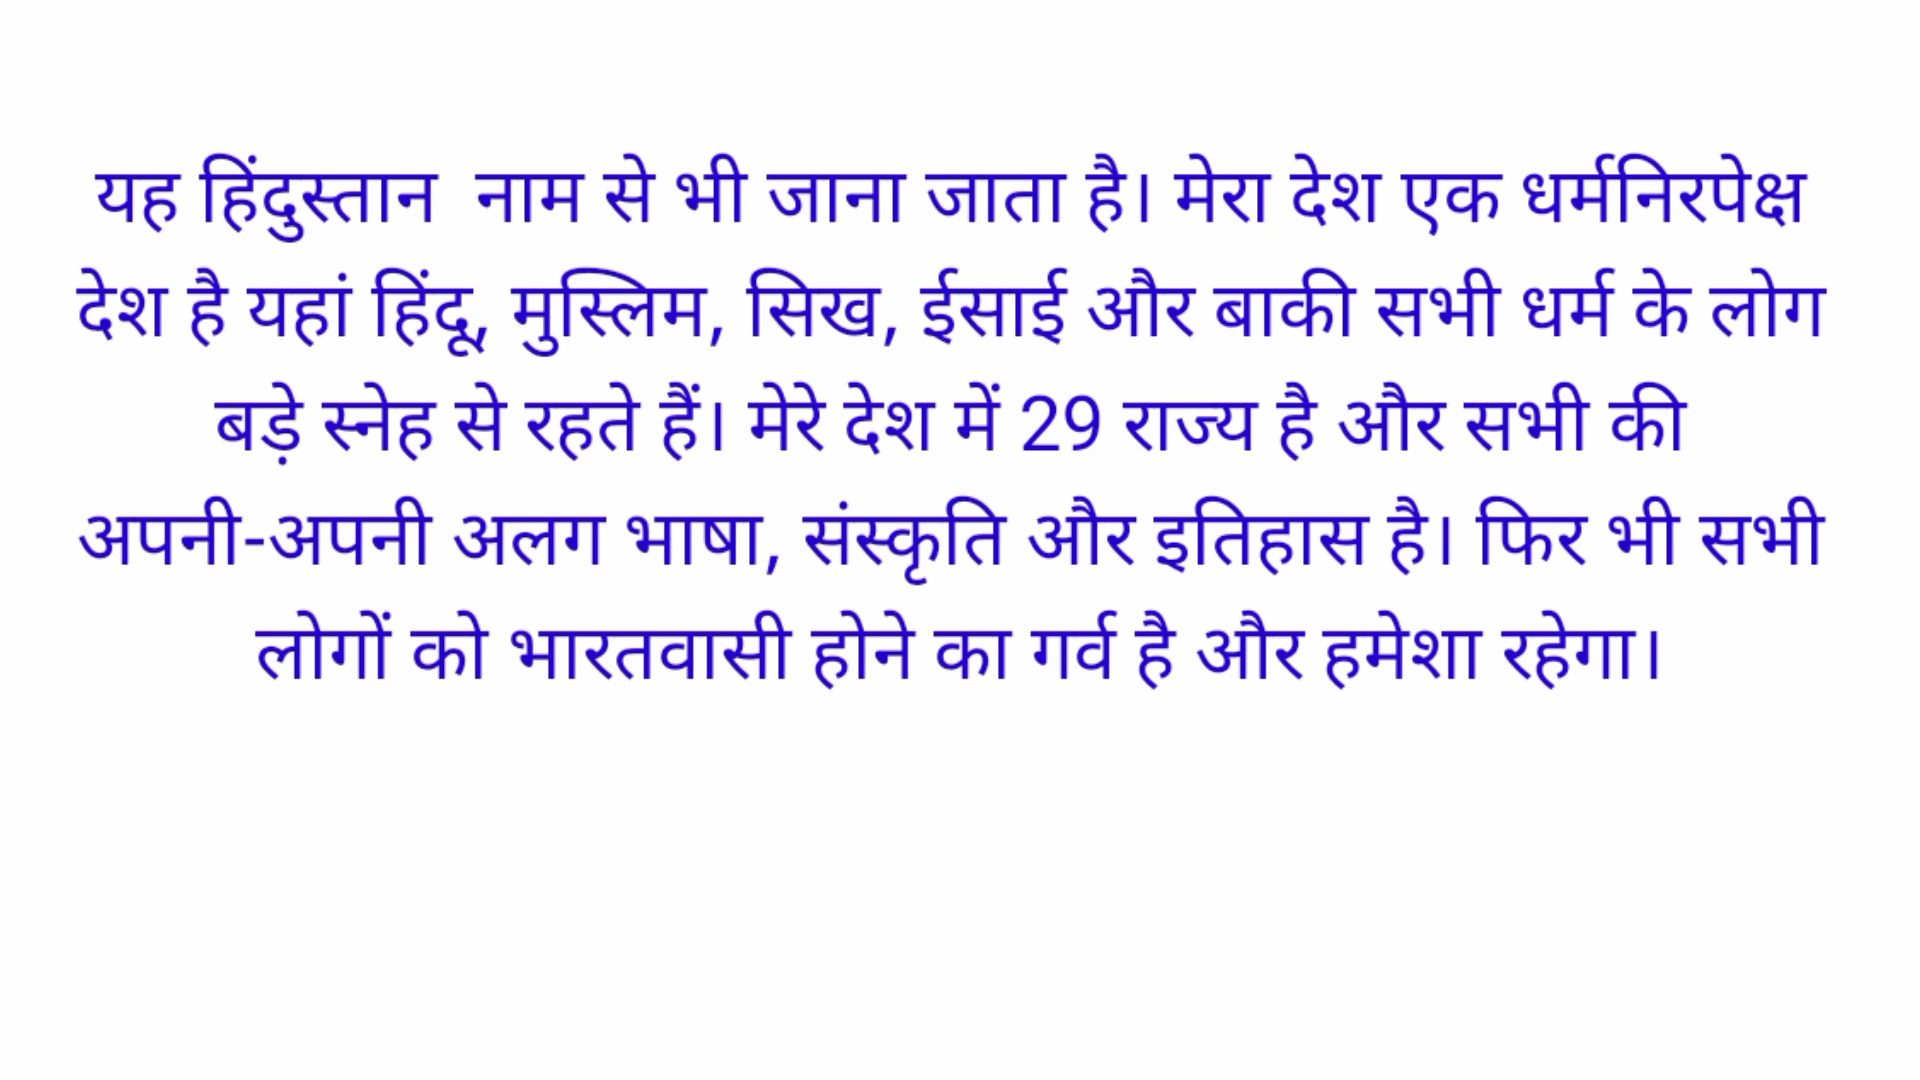 यह हिंदुस्तान  नाम से भी जाना जाता है। मेरा देश एक धर्मनिरपेक्ष
देश है यहां हिंदू, मुस्लिम, सिख, ईसाई और बाकी सभी धर्म के लोग
बड़े स्नेह से रहते हैं। मेरे देश में 29 राज्य है और सभी की
अपनी-अपनी अलग भाषा, संस्कृति और इतिहास है। फिर भी सभी
लोगों को भारतवासी होने का गर्व है और हमेशा रहेगा।